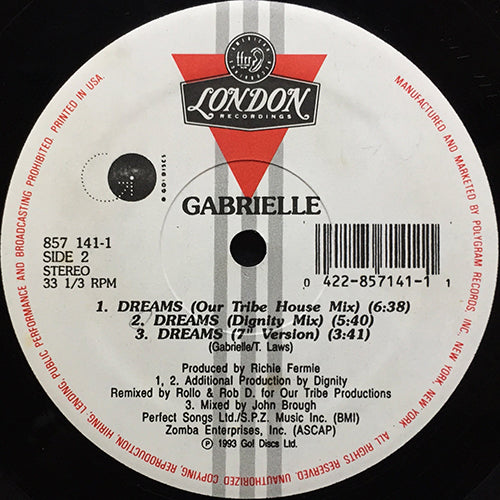 AMERICAN RECORDINGS
ffrr
LONDON
RECORDINGS
© GO! DISCS
GABRIELLE
857 141-1
SIDE 2
STEREO
33 1/3 RPM
0 422-857141-1 1
1. DREAMS (Our Tribe House Mix) (6:38)
2. DREAMS (Dignity Mix) (5:40)
3. DREAMS (7" Version) (3:41)
(Gabrielle/T. Laws)
Produced by Richie Fermie
1, 2. Additional Production by Dignity
Remixed by Rollo & Rob D. for Our Tribe Productions
3. Mixed by John Brough
Perfect Songs Ltd./S.P.Z. Music Inc. (BMI)
Zomba Enterprises, Inc. (ASCAP)
℗ 1993 Go! Discs Ltd.
MANUFACTURED AND MARKETED BY POLYGRAM RECORDS, INC., NEW YORK, NEW YORK. ALL RIGHTS RESERVED. UNAUTHORIZED COPYING, REPRODUCTION, HIRING, LENDING, PUBLIC PERFORMANCE AND BROADCASTING PROHIBITED. PRINTED IN USA.